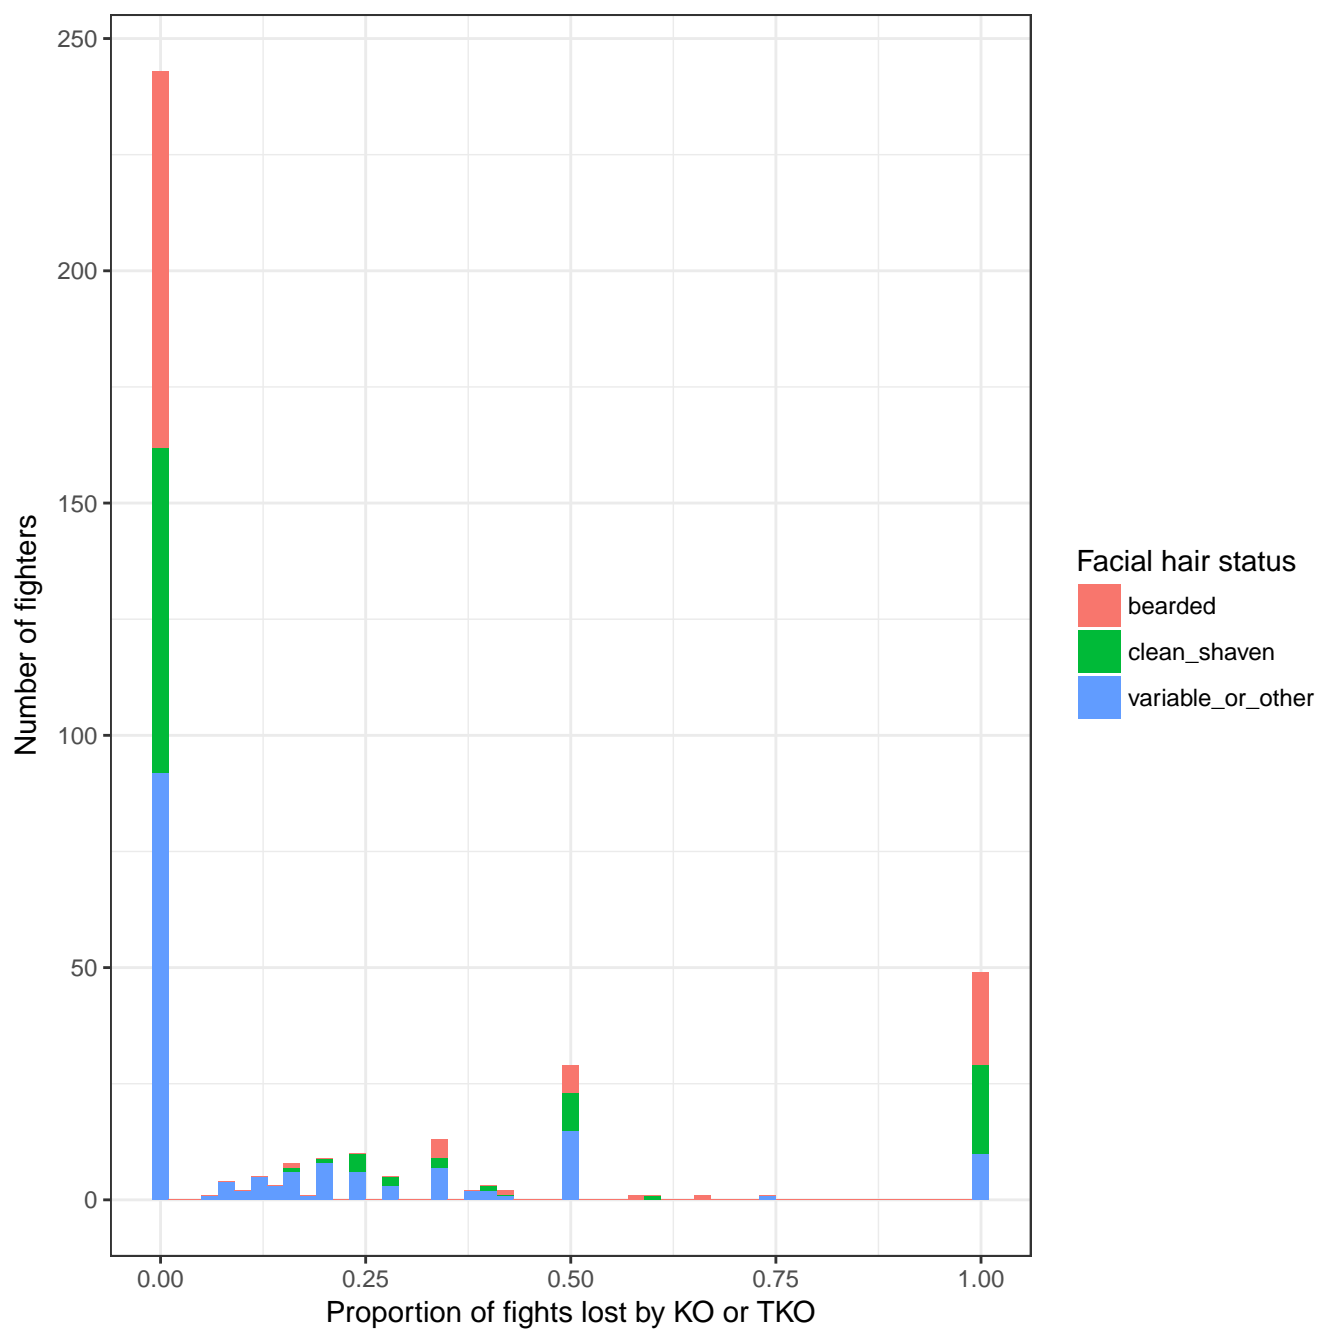 250
200
150
100
50
0
Number of fighters
0.00 0.25 0.50 0.75 1.00
Proportion of fights lost by KO or TKO
Facial hair status
bearded
clean_shaven
variable_or_other